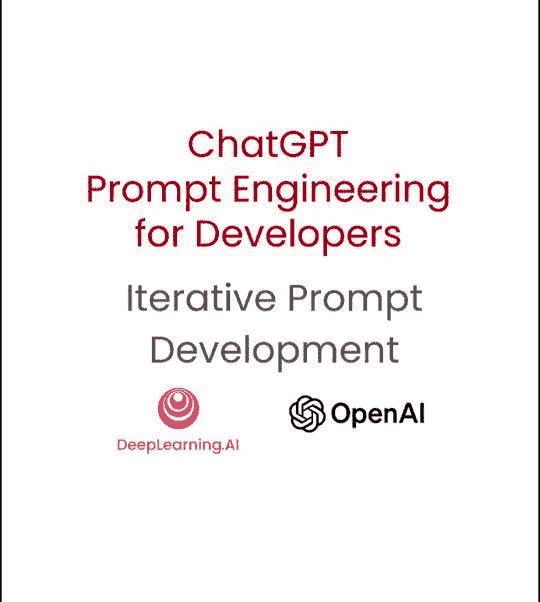 ChatGPT
Prompt Engineering
for Developers
Iterative Prompt
Development
DeepLearning.AI
OpenAI